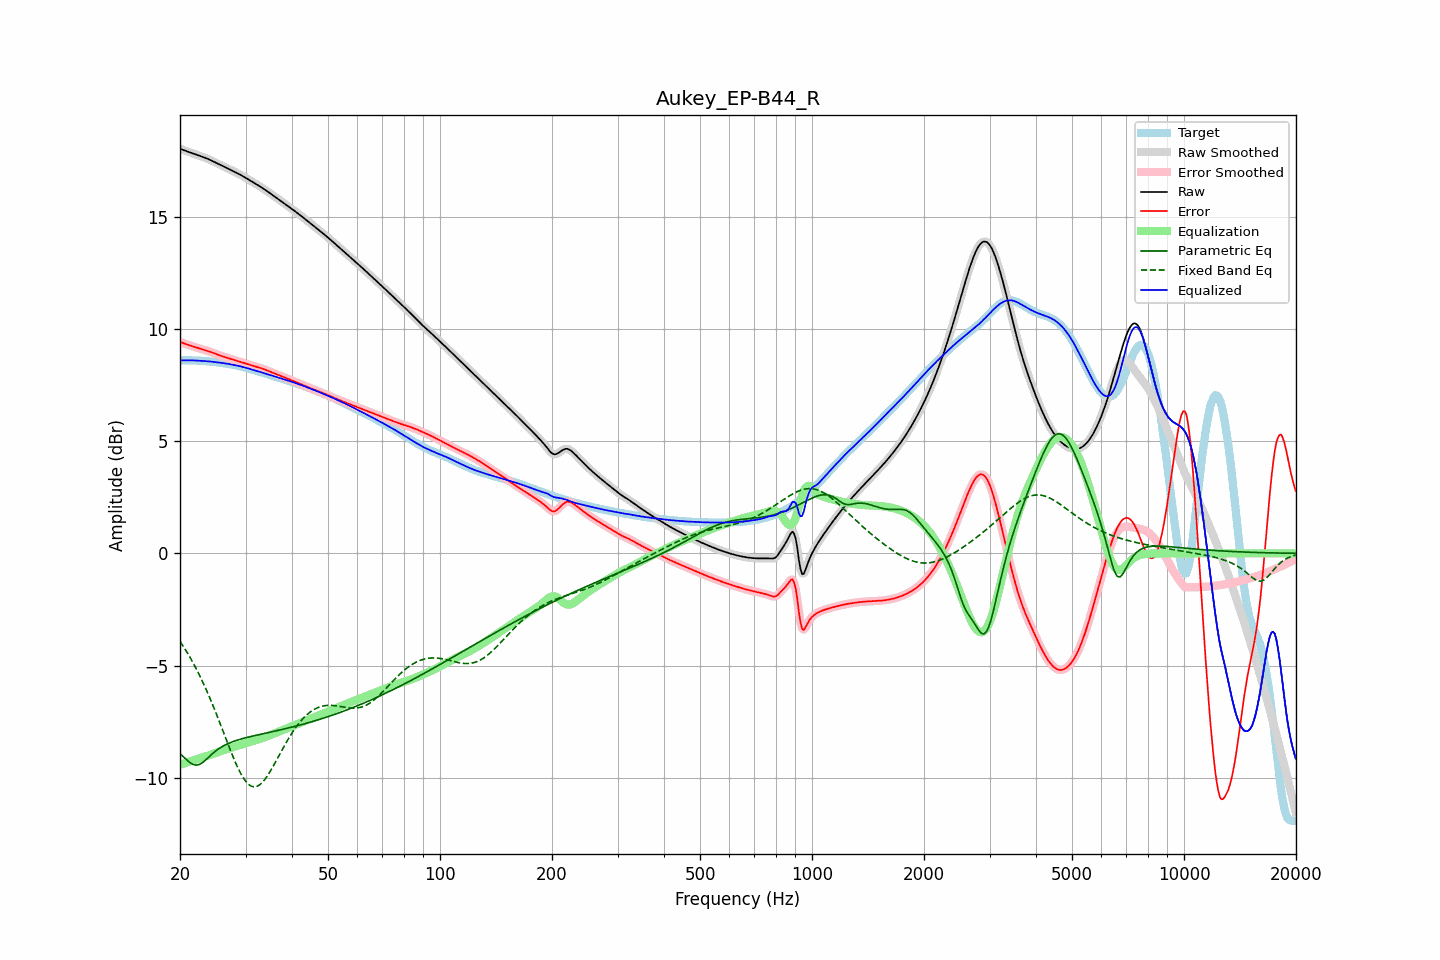 Aukey_EP-B44_R
Target
Raw Smoothed
Error Smoothed
Raw
Error
Equalization
Parametric Eq
Fixed Band Eq
Equalized
Amplitude (dBr)
15
10
5
0
−5
−10
20
50
100
200
500
1000
2000
5000
10000
20000
Frequency (Hz)